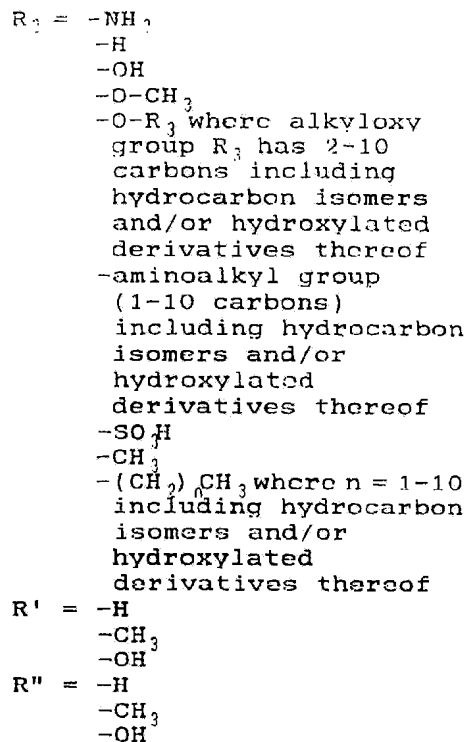 R₂ = -NH₂
-H
-OH
-O-CH₃
-O-R₃ where alkyloxy
group R₃ has 2-10
carbons including
hydrocarbon isomers
and/or hydroxylated
derivatives thereof
-aminoalkyl group
(1-10 carbons)
including hydrocarbon
isomers and/or
hydroxylated
derivatives thereof
-SO₃H
-CH₃
-(CH₂)ₙCH₃ where n = 1-10
including hydrocarbon
isomers and/or
hydroxylated
derivatives thereof
R' = -H
-CH₃
-OH
R" = -H
-CH₃
-OH